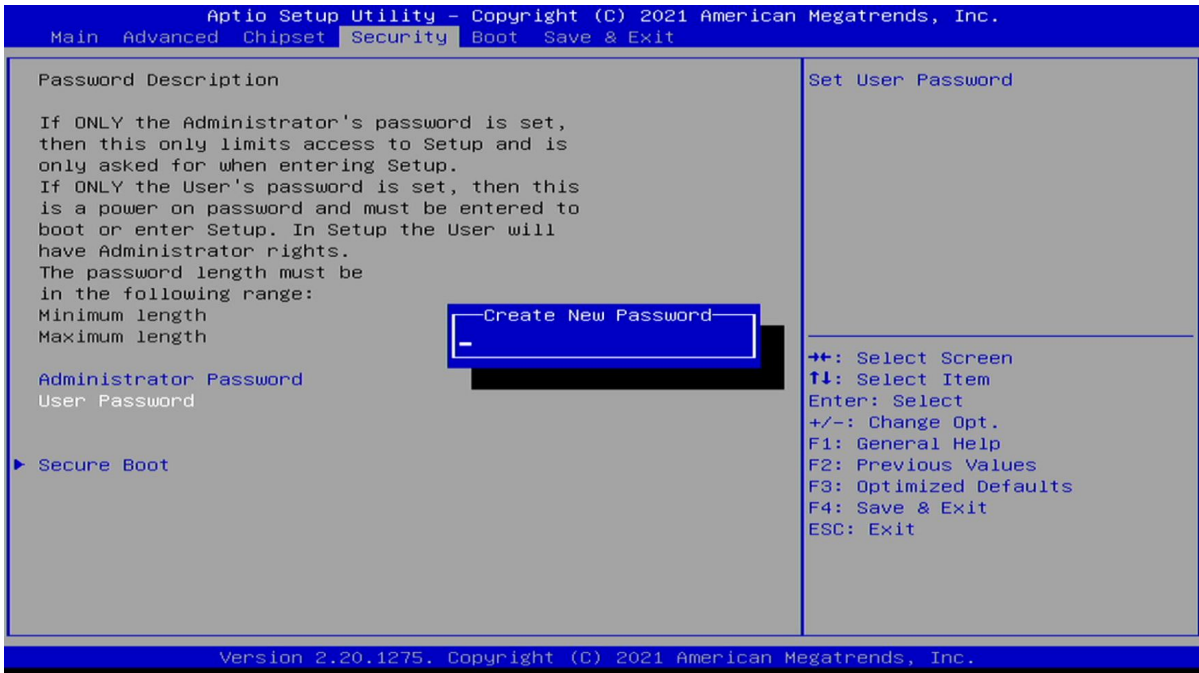 Aptio Setup Utility – Copyright (C) 2021 American Megatrends, Inc.
Main Advanced Chipset Security Boot Save & Exit
Password Description
If ONLY the Administrator's password is set,
then this only limits access to Setup and is
only asked for when entering Setup.
If ONLY the User's password is set, then this
is a power on password and must be entered to
boot or enter Setup. In Setup the User will
have Administrator rights.
The password length must be
in the following range:
Minimum length
Maximum length
Administrator Password
User Password
Secure Boot
Create New Password
Set User Password
→←: Select Screen
↑↓: Select Item
Enter: Select
+/-: Change Opt.
F1: General Help
F2: Previous Values
F3: Optimized Defaults
F4: Save & Exit
ESC: Exit
Version 2.20.1275. Copyright (C) 2021 American Megatrends, Inc.